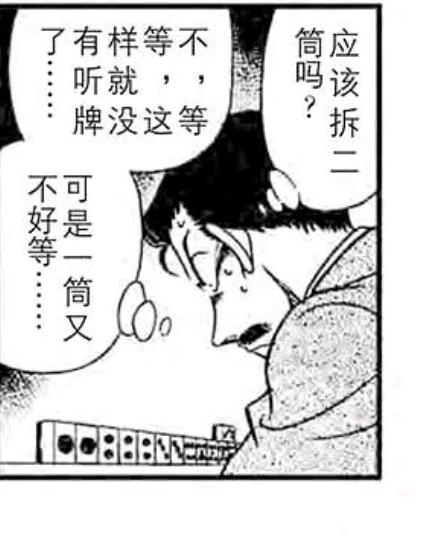 应该拆二
筒吗？
不，等
等，这
样就没
有听牌
了……
可是一筒又
不好等……